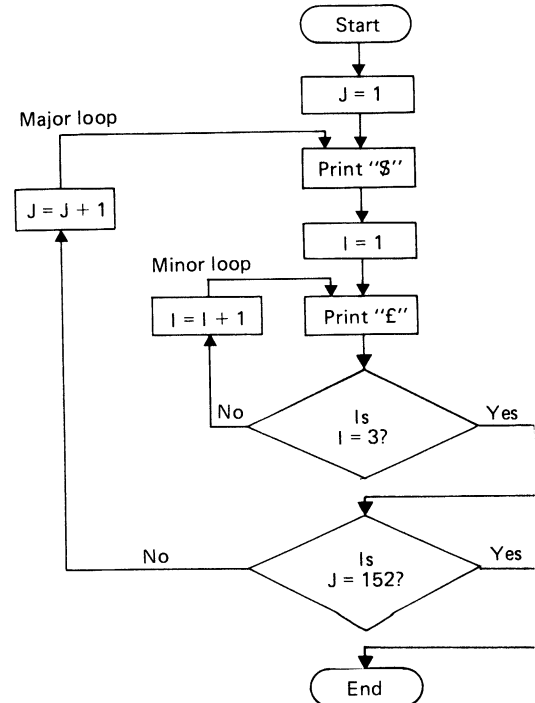 Start
J = 1
Major loop
Print "$"
J = J + 1
I = 1
Minor loop
I = I + 1
Print "£"
No
Is
I = 3?
Yes
No
Is
J = 152?
Yes
End